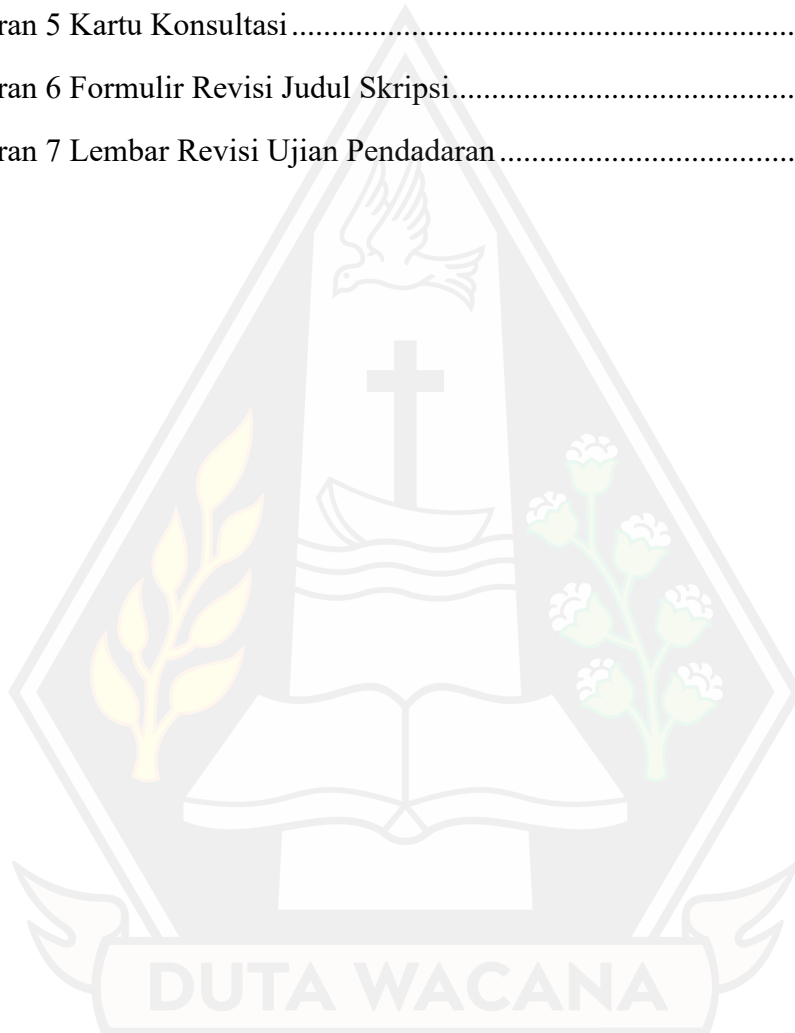 ran 5 Kartu Konsultasi.............................................................
ran 6 Formulir Revisi Judul Skripsi.........................................
ran 7 Lembar Revisi Ujian Pendadaran...................................
DUTA WACANA